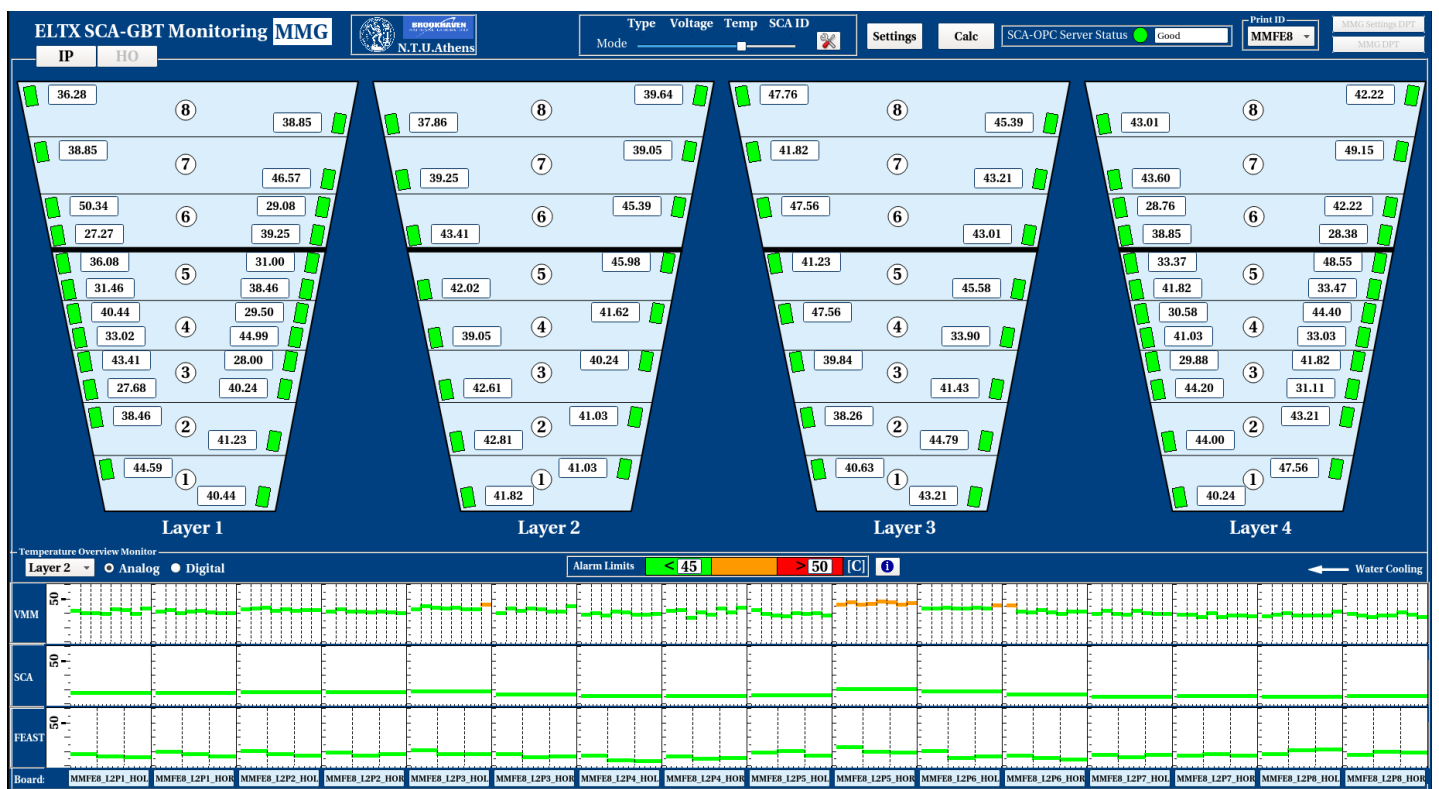 ELTX SCA-GBT Monitoring MMG
BROOKHAVEN
N.T.U.Athens
Type Voltage Temp SCA ID
Mode
Settings
Calc
SCA-OPC Server Status Good
Print ID
MMFE8
MMG Settings DPT
MMG DPT
IP HO
36.28 8 39.64 47.76 8 42.22
38.85 37.86 8 45.39 43.01 8
38.85 7 39.05 41.82 7 49.15
46.57 39.25 7 43.21 43.60 7
50.34 29.08 45.39 47.56 28.76 42.22
6 6 6 6
27.27 39.25 43.41 43.01 38.85 28.38
36.08 31.00 45.98 41.23 33.37 48.55
5 5 5 5
31.46 38.46 42.02 45.58 41.82 33.47
40.44 29.50 41.62 47.56 30.58 44.40
4 4 4 4
33.02 44.99 39.05 33.90 41.03 33.03
43.41 28.00 40.24 39.84 29.88 41.82
3 3 3 3
27.68 40.24 42.61 41.43 44.20 31.11
38.46 41.03 38.26 43.21
2 2 2 2
41.23 42.81 44.79 44.00
44.59 41.03 40.63 47.56
1 1 1 1
40.44 41.82 43.21 40.24
Layer 1 Layer 2 Layer 3 Layer 4
Temperature Overview Monitor
Layer 2 Analog Digital
Alarm Limits < 45 > 50 [C] i
Water Cooling
VMM 50
SCA 50
FEAST 50
Board: MMFE8_L2P1_HOL MMFE8_L2P1_HOR MMFE8_L2P2_HOL MMFE8_L2P2_HOR MMFE8_L2P3_HOL MMFE8_L2P3_HOR MMFE8_L2P4_HOL MMFE8_L2P4_HOR MMFE8_L2P5_HOL MMFE8_L2P5_HOR MMFE8_L2P6_HOL MMFE8_L2P6_HOR MMFE8_L2P7_HOL MMFE8_L2P7_HOR MMFE8_L2P8_HOL MMFE8_L2P8_HOR